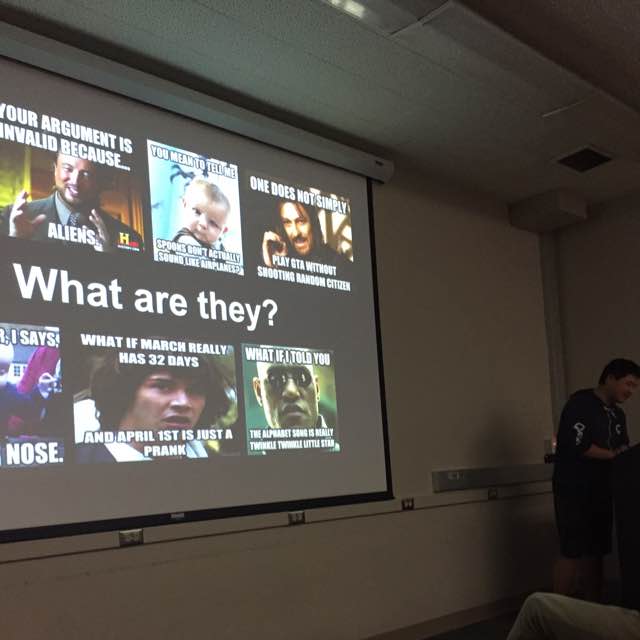 YOUR ARGUMENT IS
INVALID BECAUSE...
ALIENS
H
YOU MEAN TO TELL ME
SPOONS DON'T ACTUALLY
SOUND LIKE AIRPLANES?
ONE DOES NOT SIMPLY
PLAY GTA WITHOUT
SHOOTING RANDON CITIZEN
What are they?
, I SAYS
NOSE.
WHAT IF MARCH REALLY
HAS 32 DAYS
AND APRIL 1ST IS JUST A
PRANK
WHAT IF I TOLD YOU
THE ALPHABET SONG IS REALLY
TWINKLE TWINKLE LITTLE STAR